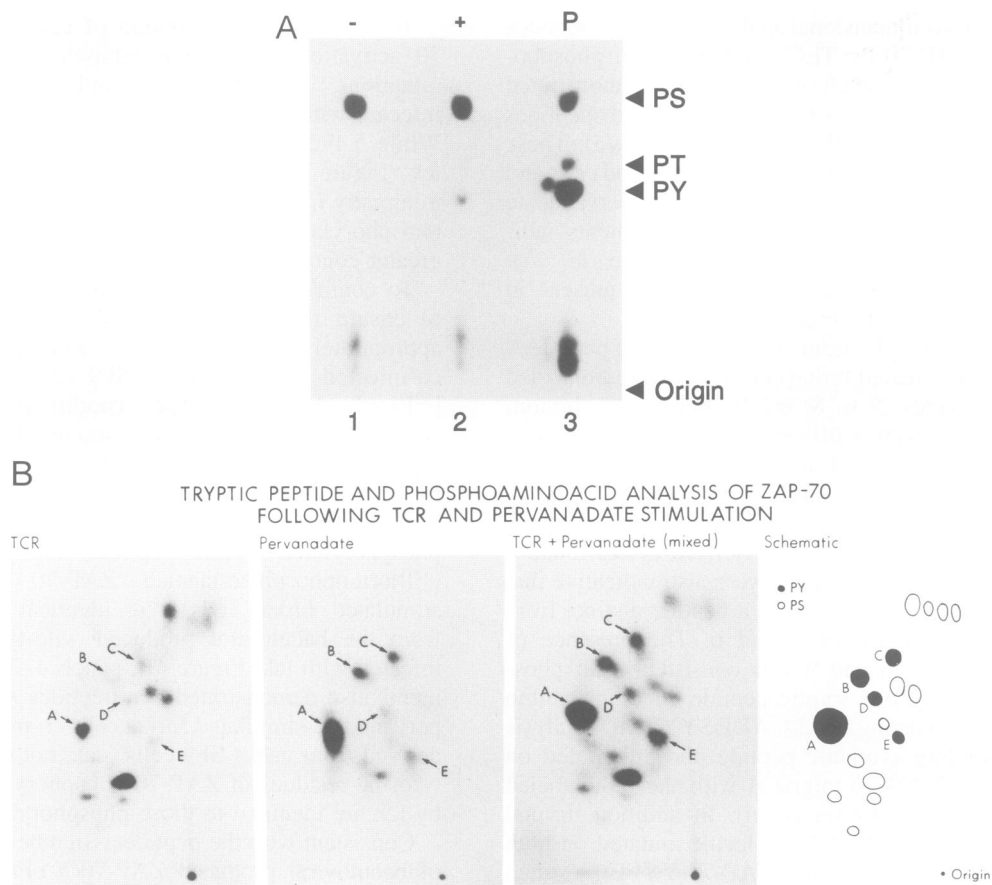 A
- + P
PS
PT
PY
Origin
1 2 3
B
TRYPTIC PEPTIDE AND PHOSPHOAMINOACID ANALYSIS OF ZAP-70
FOLLOWING TCR AND PERVANADATE STIMULATION
TCR Pervanadate TCR + Pervanadate (mixed) Schematic
PY
PS
C
B
D
A
E
C
B
D
A
E
C
B
A
D
E
C
B
D
A
E
Origin